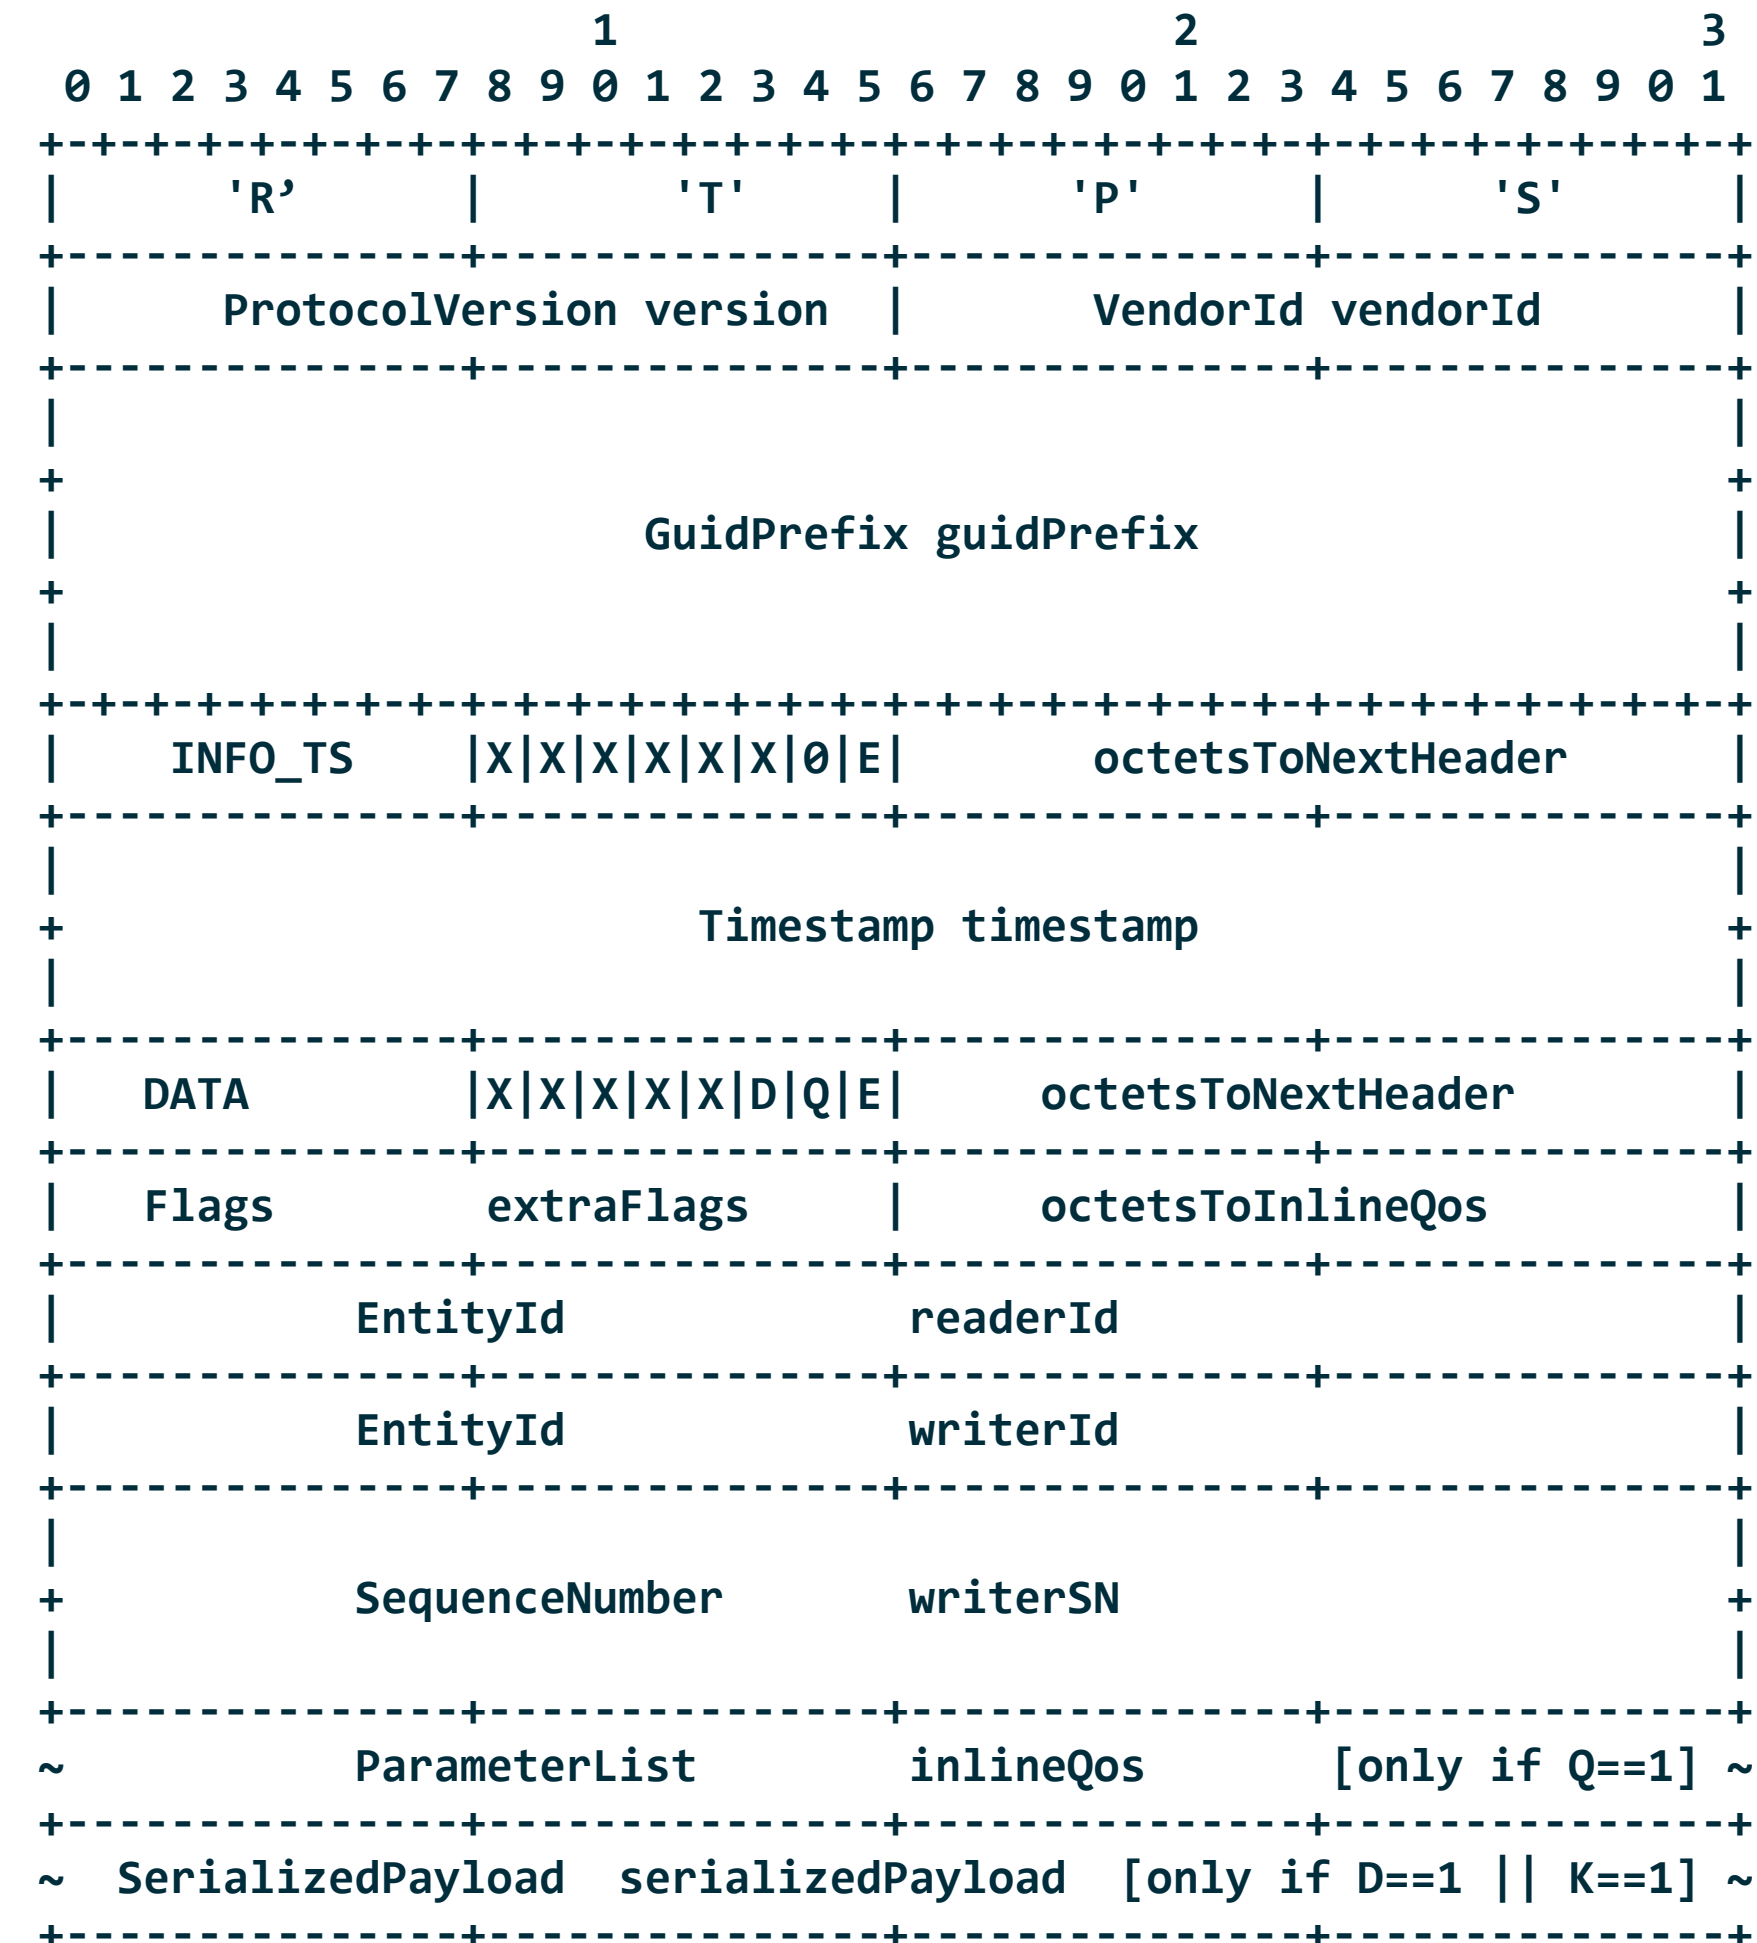 1                     2                   3
 0 1 2 3 4 5 6 7 8 9 0 1 2 3 4 5 6 7 8 9 0 1 2 3 4 5 6 7 8 9 0 1
+-+-+-+-+-+-+-+-+-+-+-+-+-+-+-+-+-+-+-+-+-+-+-+-+-+-+-+-+-+-+-+-+
|      'R’      |       'T'     |      'P'      |      'S'      |
+---------------+---------------+---------------+---------------+
|      ProtocolVersion version  |       VendorId vendorId       |
+---------------+---------------+---------------+---------------+
|                                                               |
+                                                               +
|                      GuidPrefix guidPrefix                    |
+                                                               +
|                                                               |
+-+-+-+-+-+-+-+-+-+-+-+-+-+-+-+-+-+-+-+-+-+-+-+-+-+-+-+-+-+-+-+-+
|    INFO_TS    |X|X|X|X|X|X|0|E|       octetsToNextHeader      |
+---------------+---------------+---------------+---------------+
|                                                               |
+                        Timestamp timestamp                    +
|                                                               |
+---------------+---------------+---------------+---------------+
|   DATA        |X|X|X|X|X|D|Q|E|     octetsToNextHeader        |
+---------------+---------------+---------------+---------------+
|   Flags        extraFlags     |     octetsToInlineQos         |
+---------------+---------------+---------------+---------------+
|           EntityId             readerId                       |
+---------------+---------------+---------------+---------------+
|           EntityId             writerId                       |
+---------------+---------------+---------------+---------------+
|                                                               |
+           SequenceNumber       writerSN                       +
|                                                               |
+---------------+---------------+---------------+---------------+
~           ParameterList        inlineQos       [only if Q==1] ~
+---------------+---------------+---------------+---------------+
~  SerializedPayload  serializedPayload  [only if D==1 || K==1] ~
+---------------+---------------+---------------+---------------+